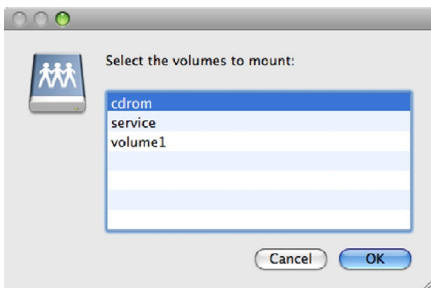 Select the volumes to mount:
cdrom
service
volume1
Cancel OK